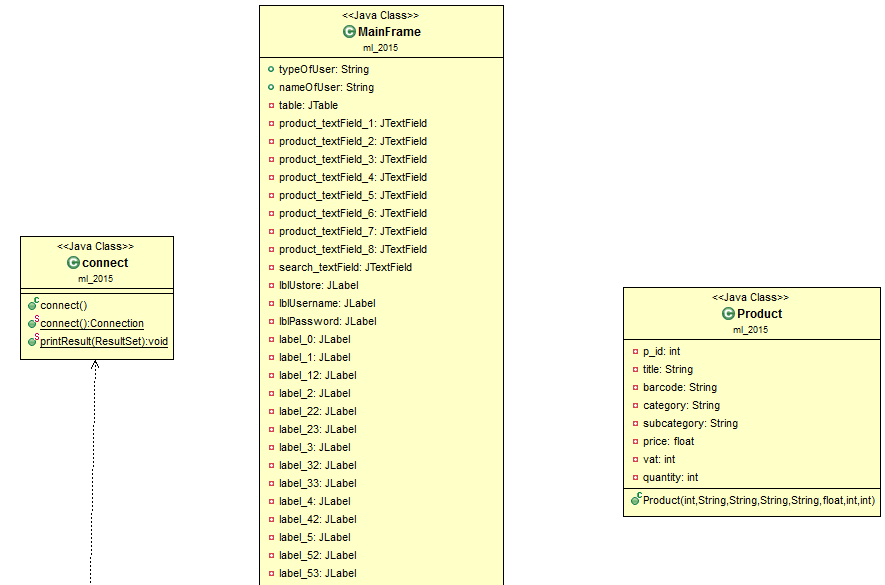 <<Java Class>>
connect
ml_2015
connect()
connect():Connection
printResult(ResultSet):void
<<Java Class>>
MainFrame
ml_2015
typeOfUser: String
nameOfUser: String
table: JTable
product_textField_1: JTextField
product_textField_2: JTextField
product_textField_3: JTextField
product_textField_4: JTextField
product_textField_5: JTextField
product_textField_6: JTextField
product_textField_7: JTextField
product_textField_8: JTextField
search_textField: JTextField
lblUstore: JLabel
lblUsername: JLabel
lblPassword: JLabel
label_0: JLabel
label_1: JLabel
label_12: JLabel
label_2: JLabel
label_22: JLabel
label_23: JLabel
label_3: JLabel
label_32: JLabel
label_33: JLabel
label_4: JLabel
label_42: JLabel
label_5: JLabel
label_52: JLabel
label_53: JLabel
<<Java Class>>
Product
ml_2015
p_id: int
title: String
barcode: String
category: String
subcategory: String
price: float
vat: int
quantity: int
Product(int,String,String,String,String,float,int,int)